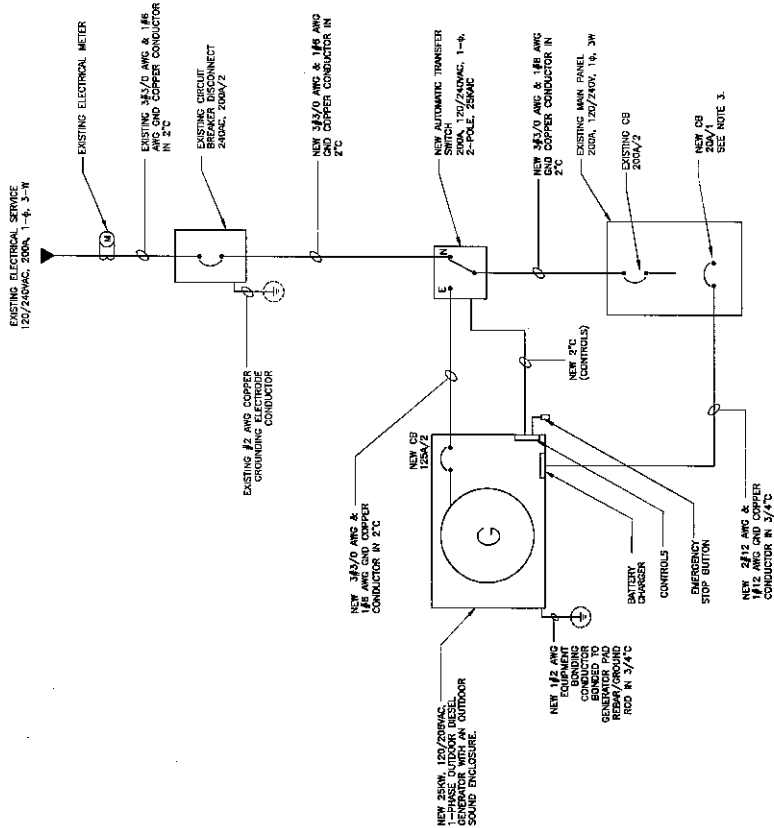 EXISTING ELECTRICAL SERVICE
120/240VAC, 200A, 1-ϕ, 3-W
M
EXISTING ELECTRICAL METER
EXISTING 3#3/0 AWG & 1#6
AWG GND COPPER CONDUCTOR
IN 2"C
EXISTING CIRCUIT
BREAKER DISCONNECT
240VAC, 200A/2
EXISTING #2 AWG COPPER
GROUNDING ELECTRODE
CONDUCTOR
NEW 3#3/0 AWG & 1#6 AWG
GND COPPER CONDUCTOR IN
2"C
NEW AUTOMATIC TRANSFER
SWITCH
200A, 120/240VAC, 1-ϕ,
2-POLE, 25KAIC
E
N
NEW 3#3/0 AWG &
1#6 AWG GND COPPER
CONDUCTOR IN 2"C
NEW CB
125A/2
G
NEW 25KW, 120/208VAC,
1-PHASE OUTDOOR DIESEL
GENERATOR WITH AN OUTDOOR
SOUND ENCLOSURE.
NEW 2"C
(CONTROLS)
NEW 3#3/0 AWG & 1#6 AWG
GND COPPER CONDUCTOR IN
2"C
EXISTING MAIN PANEL
200A, 120/240V, 1ϕ, 3W
EXISTING CB
200A/2
NEW CB
20A/1
SEE NOTE 3.
NEW 1#2 AWG
EQUIPMENT
BONDING
CONDUCTOR
BONDED TO
GENERATOR PAD
REBAR/GROUND
ROD IN 3/4"C
BATTERY
CHARGER
CONTROLS
EMERGENCY
STOP BUTTON
NEW 2#12 AWG &
1#12 AWG GND COPPER
CONDUCTOR IN 3/4"C